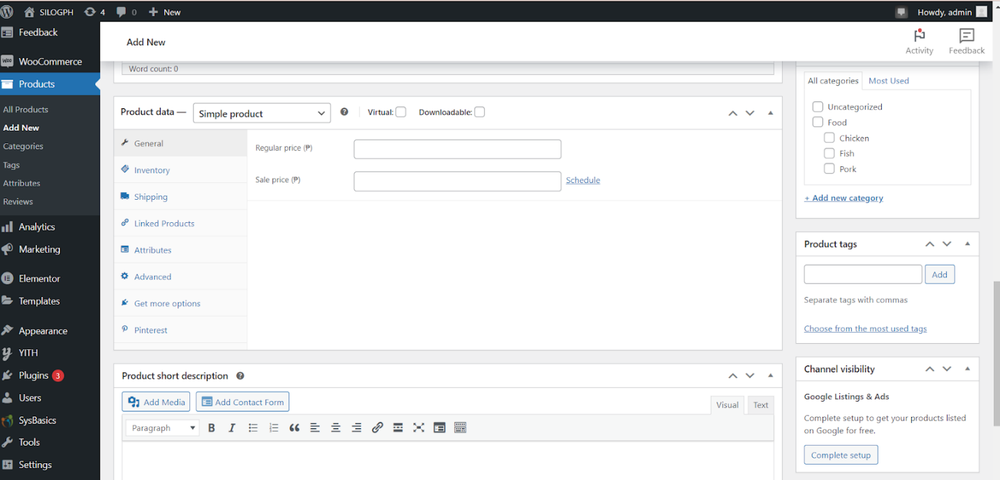 SILOGPH 4 0 New Howdy, admin
Feedback
WooCommerce
Products
All Products
Add New
Categories
Tags
Attributes
Reviews
Analytics
Marketing
Elementor
Templates
Appearance
YITH
Plugins 3
Users
SysBasics
Tools
Settings
Add New
Activity
Feedback
Word count: 0
Product data — Simple product Virtual: Downloadable:
General
Inventory
Shipping
Linked Products
Attributes
Advanced
Get more options
Pinterest
Regular price (₱)
Sale price (₱) Schedule
Product short description
Add Media Add Contact Form
Visual Text
Paragraph B I
All categories Most Used
Uncategorized
Food
Chicken
Fish
Pork
+ Add new category
Product tags
Add
Separate tags with commas
Choose from the most used tags
Channel visibility
Google Listings & Ads
Complete setup to get your products listed
on Google for free.
Complete setup